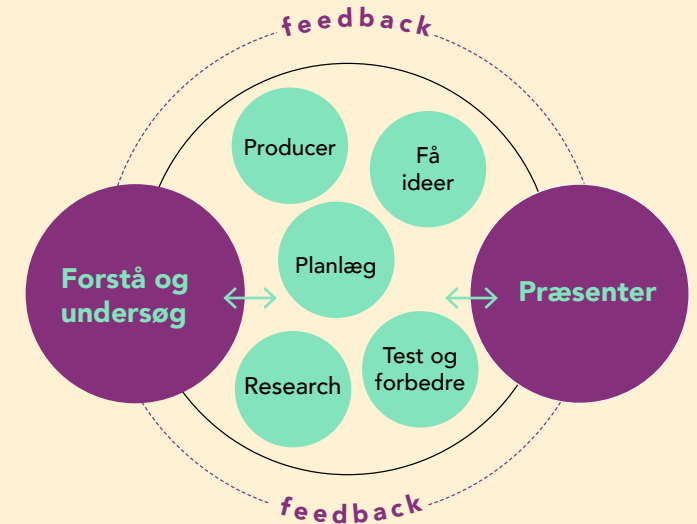 feedback
Producer
Få
ideer
Planlæg
Forstå og
undersøg
Præsenter
Research
Test og
forbedre
feedback